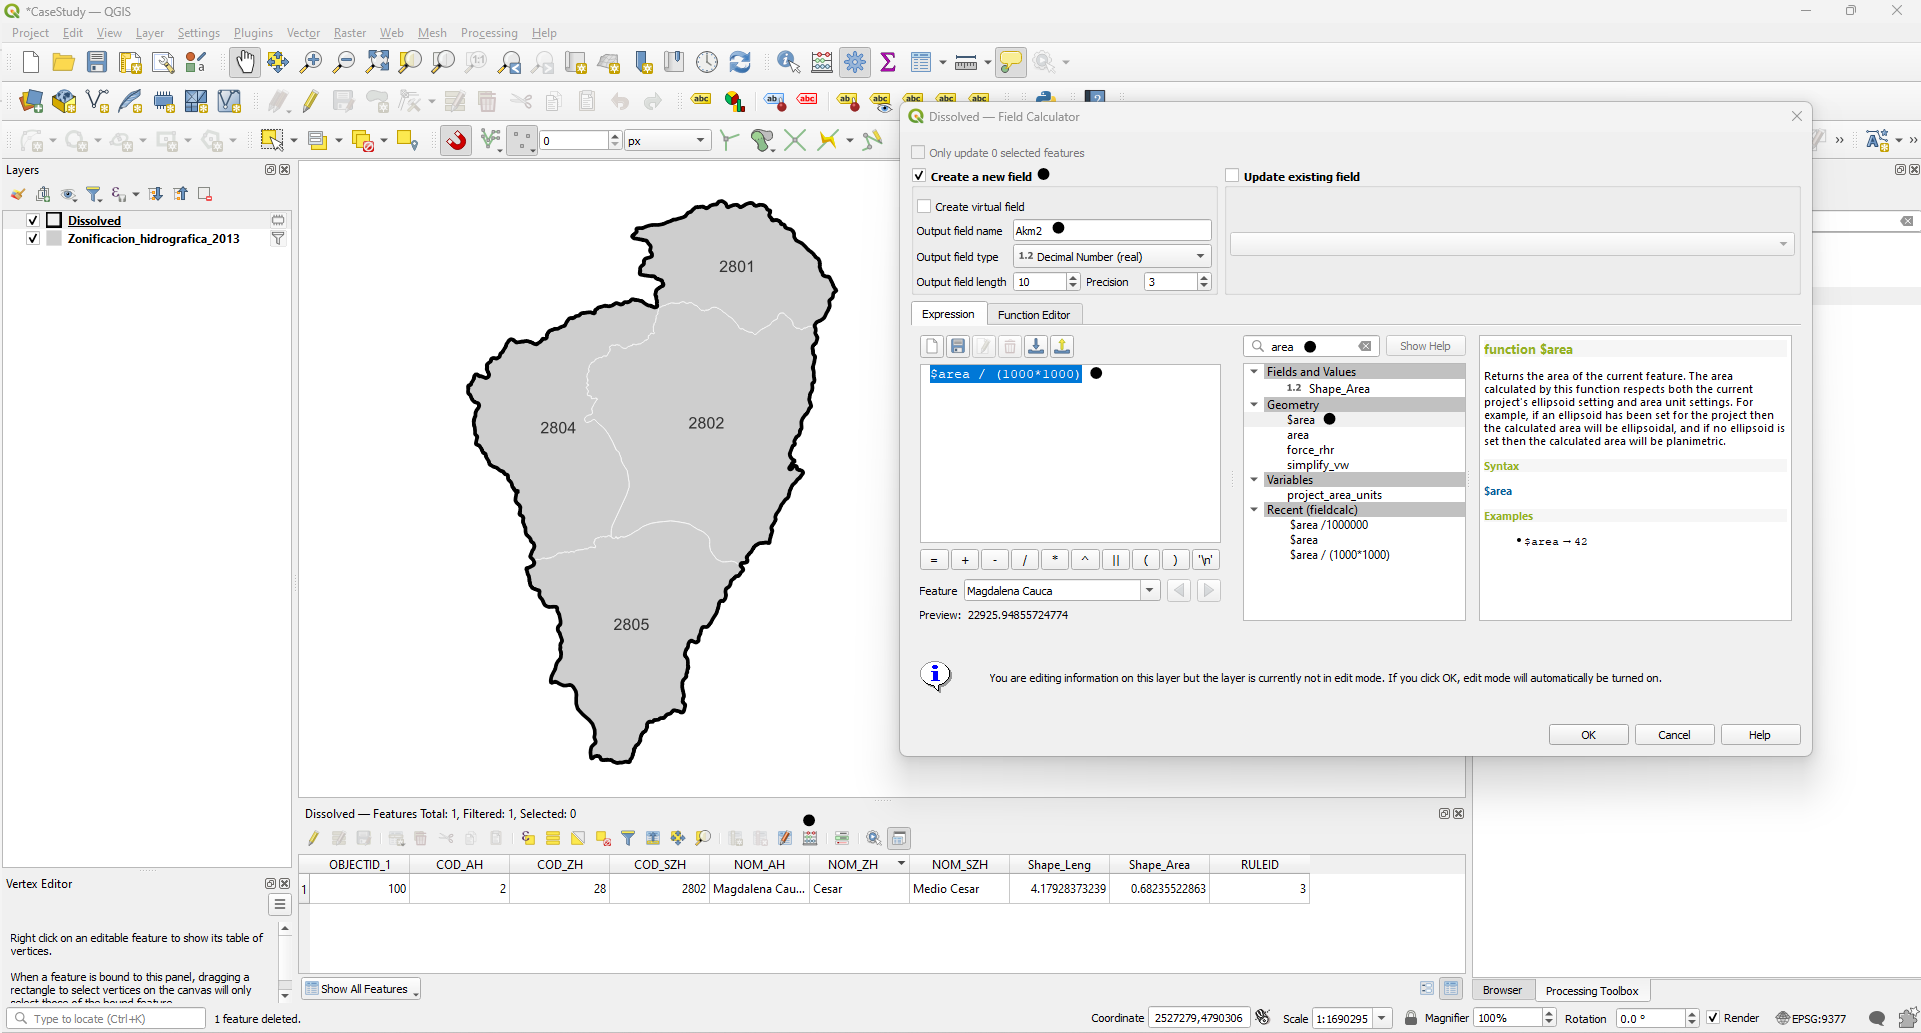 *CaseStudy — QGIS
Project Edit View Layer Settings Plugins Vector Raster Web Mesh Processing Help
0 px
Layers
Dissolved
Zonificacion_hidrografica_2013
2801
2804
2802
2805
Dissolved — Field Calculator
Only update 0 selected features
Create a new field
Update existing field
Create virtual field
Output field name Akm2
Output field type 1.2 Decimal Number (real)
Output field length 10 Precision 3
Expression Function Editor
$area / (1000*1000)
= + - / * ^ || ( ) '\n'
Feature Magdalena Cauca
Preview: 22925.94855724774
area Show Help
Fields and Values
1.2 Shape_Area
Geometry
$area
area
force_rhr
simplify_vw
Variables
project_area_units
Recent (fieldcalc)
$area /1000000
$area
$area / (1000*1000)
function $area
Returns the area of the current feature. The area
calculated by this function respects both the current
project's ellipsoid setting and area unit settings. For
example, if an ellipsoid has been set for the project then
the calculated area will be ellipsoidal, and if no ellipsoid is
set then the calculated area will be planimetric.
Syntax
$area
Examples
• $area → 42
You are editing information on this layer but the layer is currently not in edit mode. If you click OK, edit mode will automatically be turned on.
OK Cancel Help
Dissolved — Features Total: 1, Filtered: 1, Selected: 0
OBJECTID_1 COD_AH COD_ZH COD_SZH NOM_AH NOM_ZH NOM_SZH Shape_Leng Shape_Area RULEID
1 100 2 28 2802 Magdalena Cau... Cesar Medio Cesar 4.17928373239 0.68235522863 3
Show All Features
Vertex Editor
Right click on an editable feature to show its table of
vertices.
When a feature is bound to this panel, dragging a
rectangle to select vertices on the canvas will only
select those of the bound feature.
Browser Processing Toolbox
Type to locate (Ctrl+K) 1 feature deleted.
Coordinate 2527279,4790306 Scale 1:1690295 Magnifier 100% Rotation 0.0 ° Render EPSG:9377